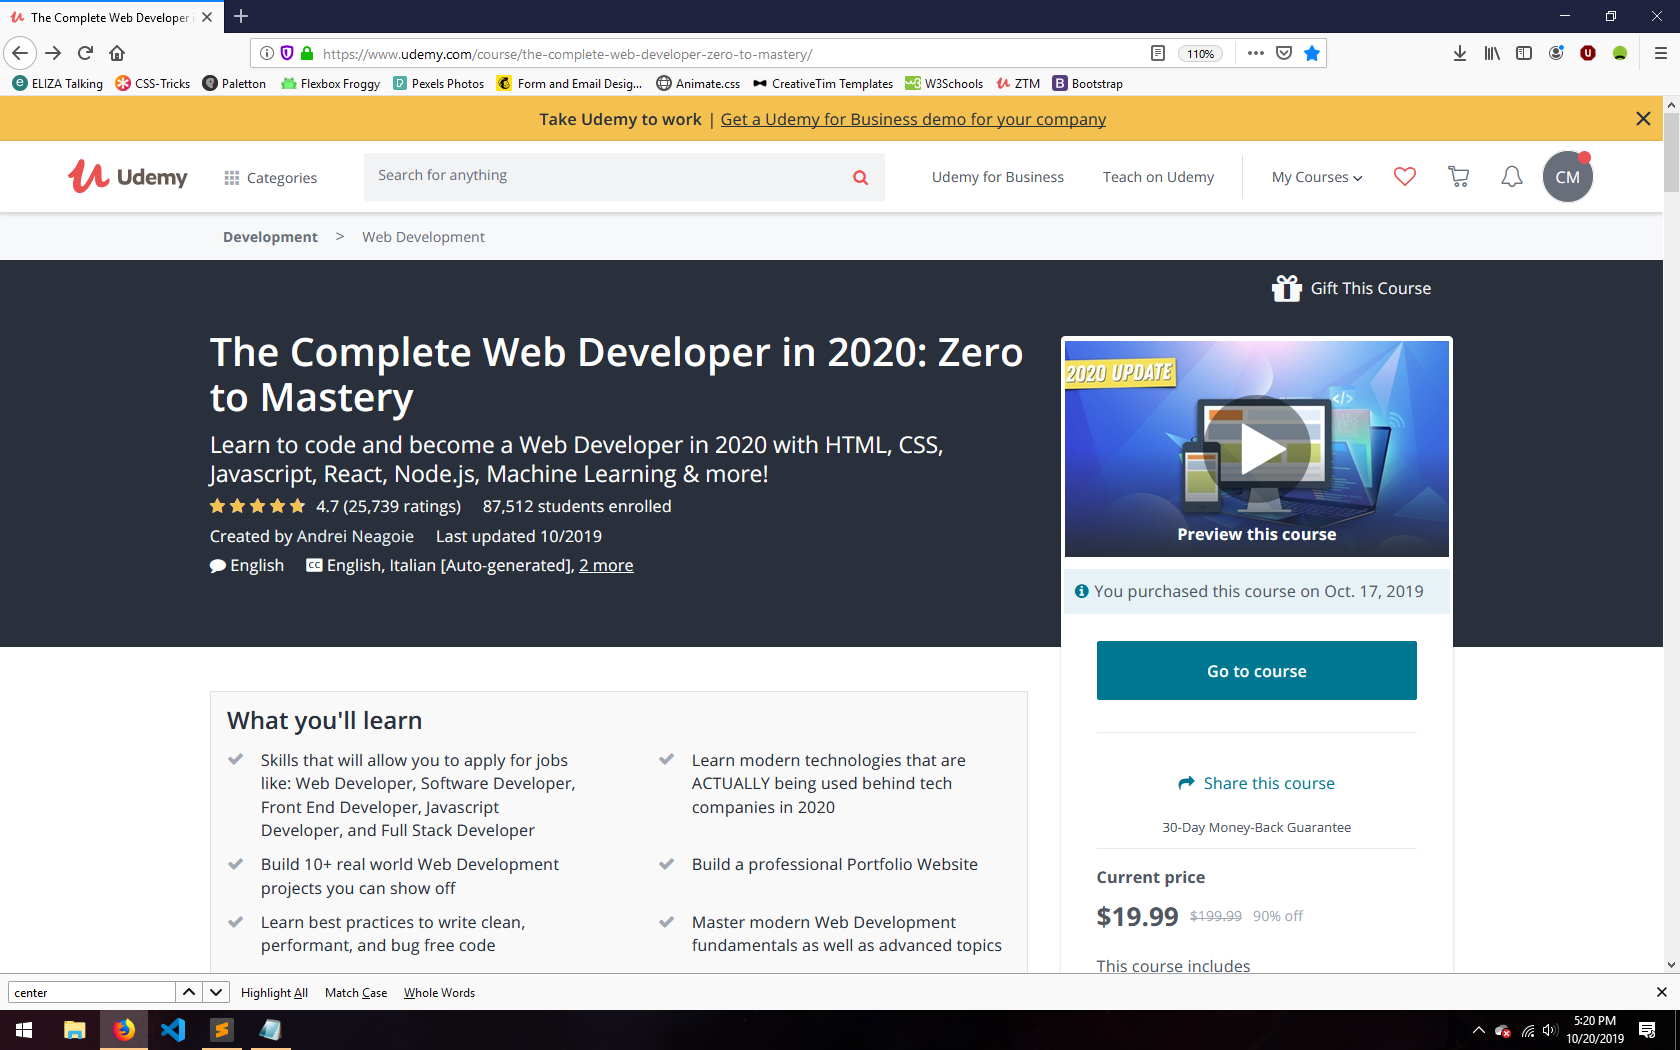 The Complete Web Developer i
https://www.udemy.com/course/the-complete-web-developer-zero-to-mastery/
110%
ELIZA Talking
CSS-Tricks
Paletton
Flexbox Froggy
Pexels Photos
Form and Email Desig...
Animate.css
CreativeTim Templates
W3Schools
ZTM
Bootstrap
Take Udemy to work | Get a Udemy for Business demo for your company
Udemy
Categories
Search for anything
Udemy for Business
Teach on Udemy
My Courses
CM
Development > Web Development
Gift This Course
The Complete Web Developer in 2020: Zero
to Mastery
Learn to code and become a Web Developer in 2020 with HTML, CSS,
Javascript, React, Node.js, Machine Learning & more!
4.7 (25,739 ratings) 87,512 students enrolled
Created by Andrei Neagoie Last updated 10/2019
English CC English, Italian [Auto-generated], 2 more
2020 UPDATE
</>
Preview this course
You purchased this course on Oct. 17, 2019
Go to course
Share this course
30-Day Money-Back Guarantee
Current price
$19.99 $199.99 90% off
This course includes
What you'll learn
Skills that will allow you to apply for jobs
like: Web Developer, Software Developer,
Front End Developer, Javascript
Developer, and Full Stack Developer
Learn modern technologies that are
ACTUALLY being used behind tech
companies in 2020
Build 10+ real world Web Development
projects you can show off
Build a professional Portfolio Website
Learn best practices to write clean,
performant, and bug free code
Master modern Web Development
fundamentals as well as advanced topics
center
Highlight All
Match Case
Whole Words
5:20 PM
10/20/2019